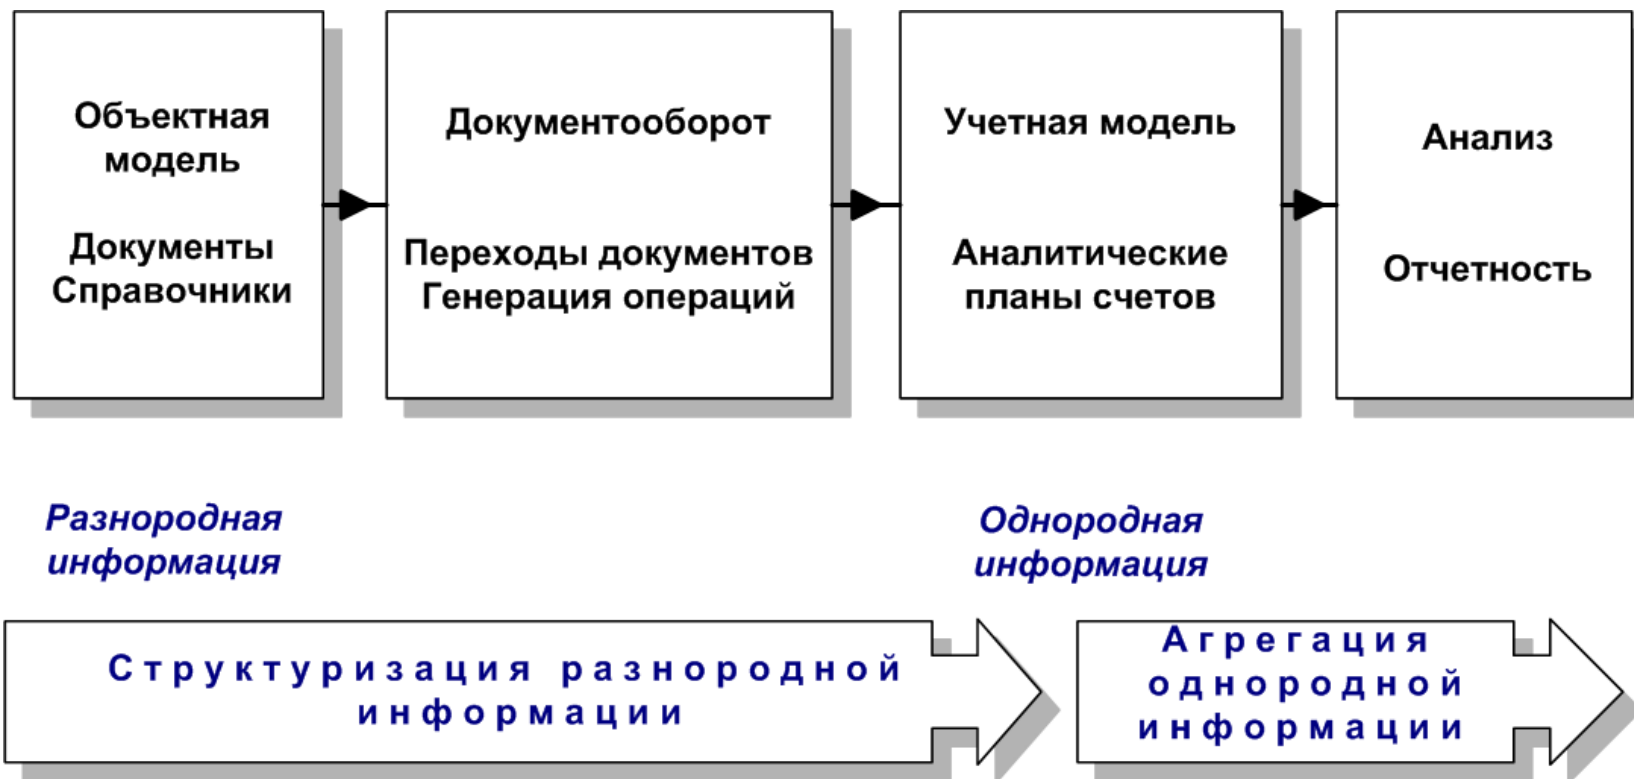 Объектная
модель
Документы
Справочники
Документооборот
Переходы документов
Генерация операций
Учетная модель
Аналитические
планы счетов
Анализ
Отчетность
Разнородная
информация
Однородная
информация
Структуризация разнородной
информации
Агрегация
однородной
информации